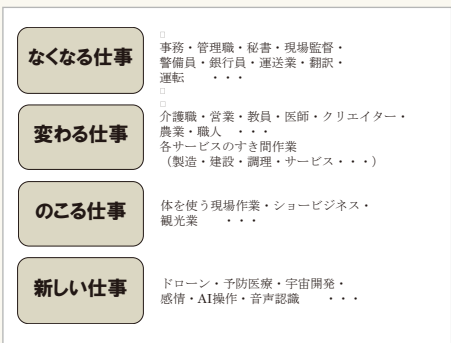 なくなる仕事
事務・管理職・秘書・現場監督・
警備員・銀行員・運送業・翻訳・
運転　・・・
変わる仕事
介護職・営業・教員・医師・クリエイター・
農業・職人　・・・
各サービスのすき間作業
（製造・建設・調理・サービス・・・）
のこる仕事
体を使う現場作業・ショービジネス・
観光業　　・・・
新しい仕事
ドローン・予防医療・宇宙開発・
感情・AI操作・音声認識　　・・・